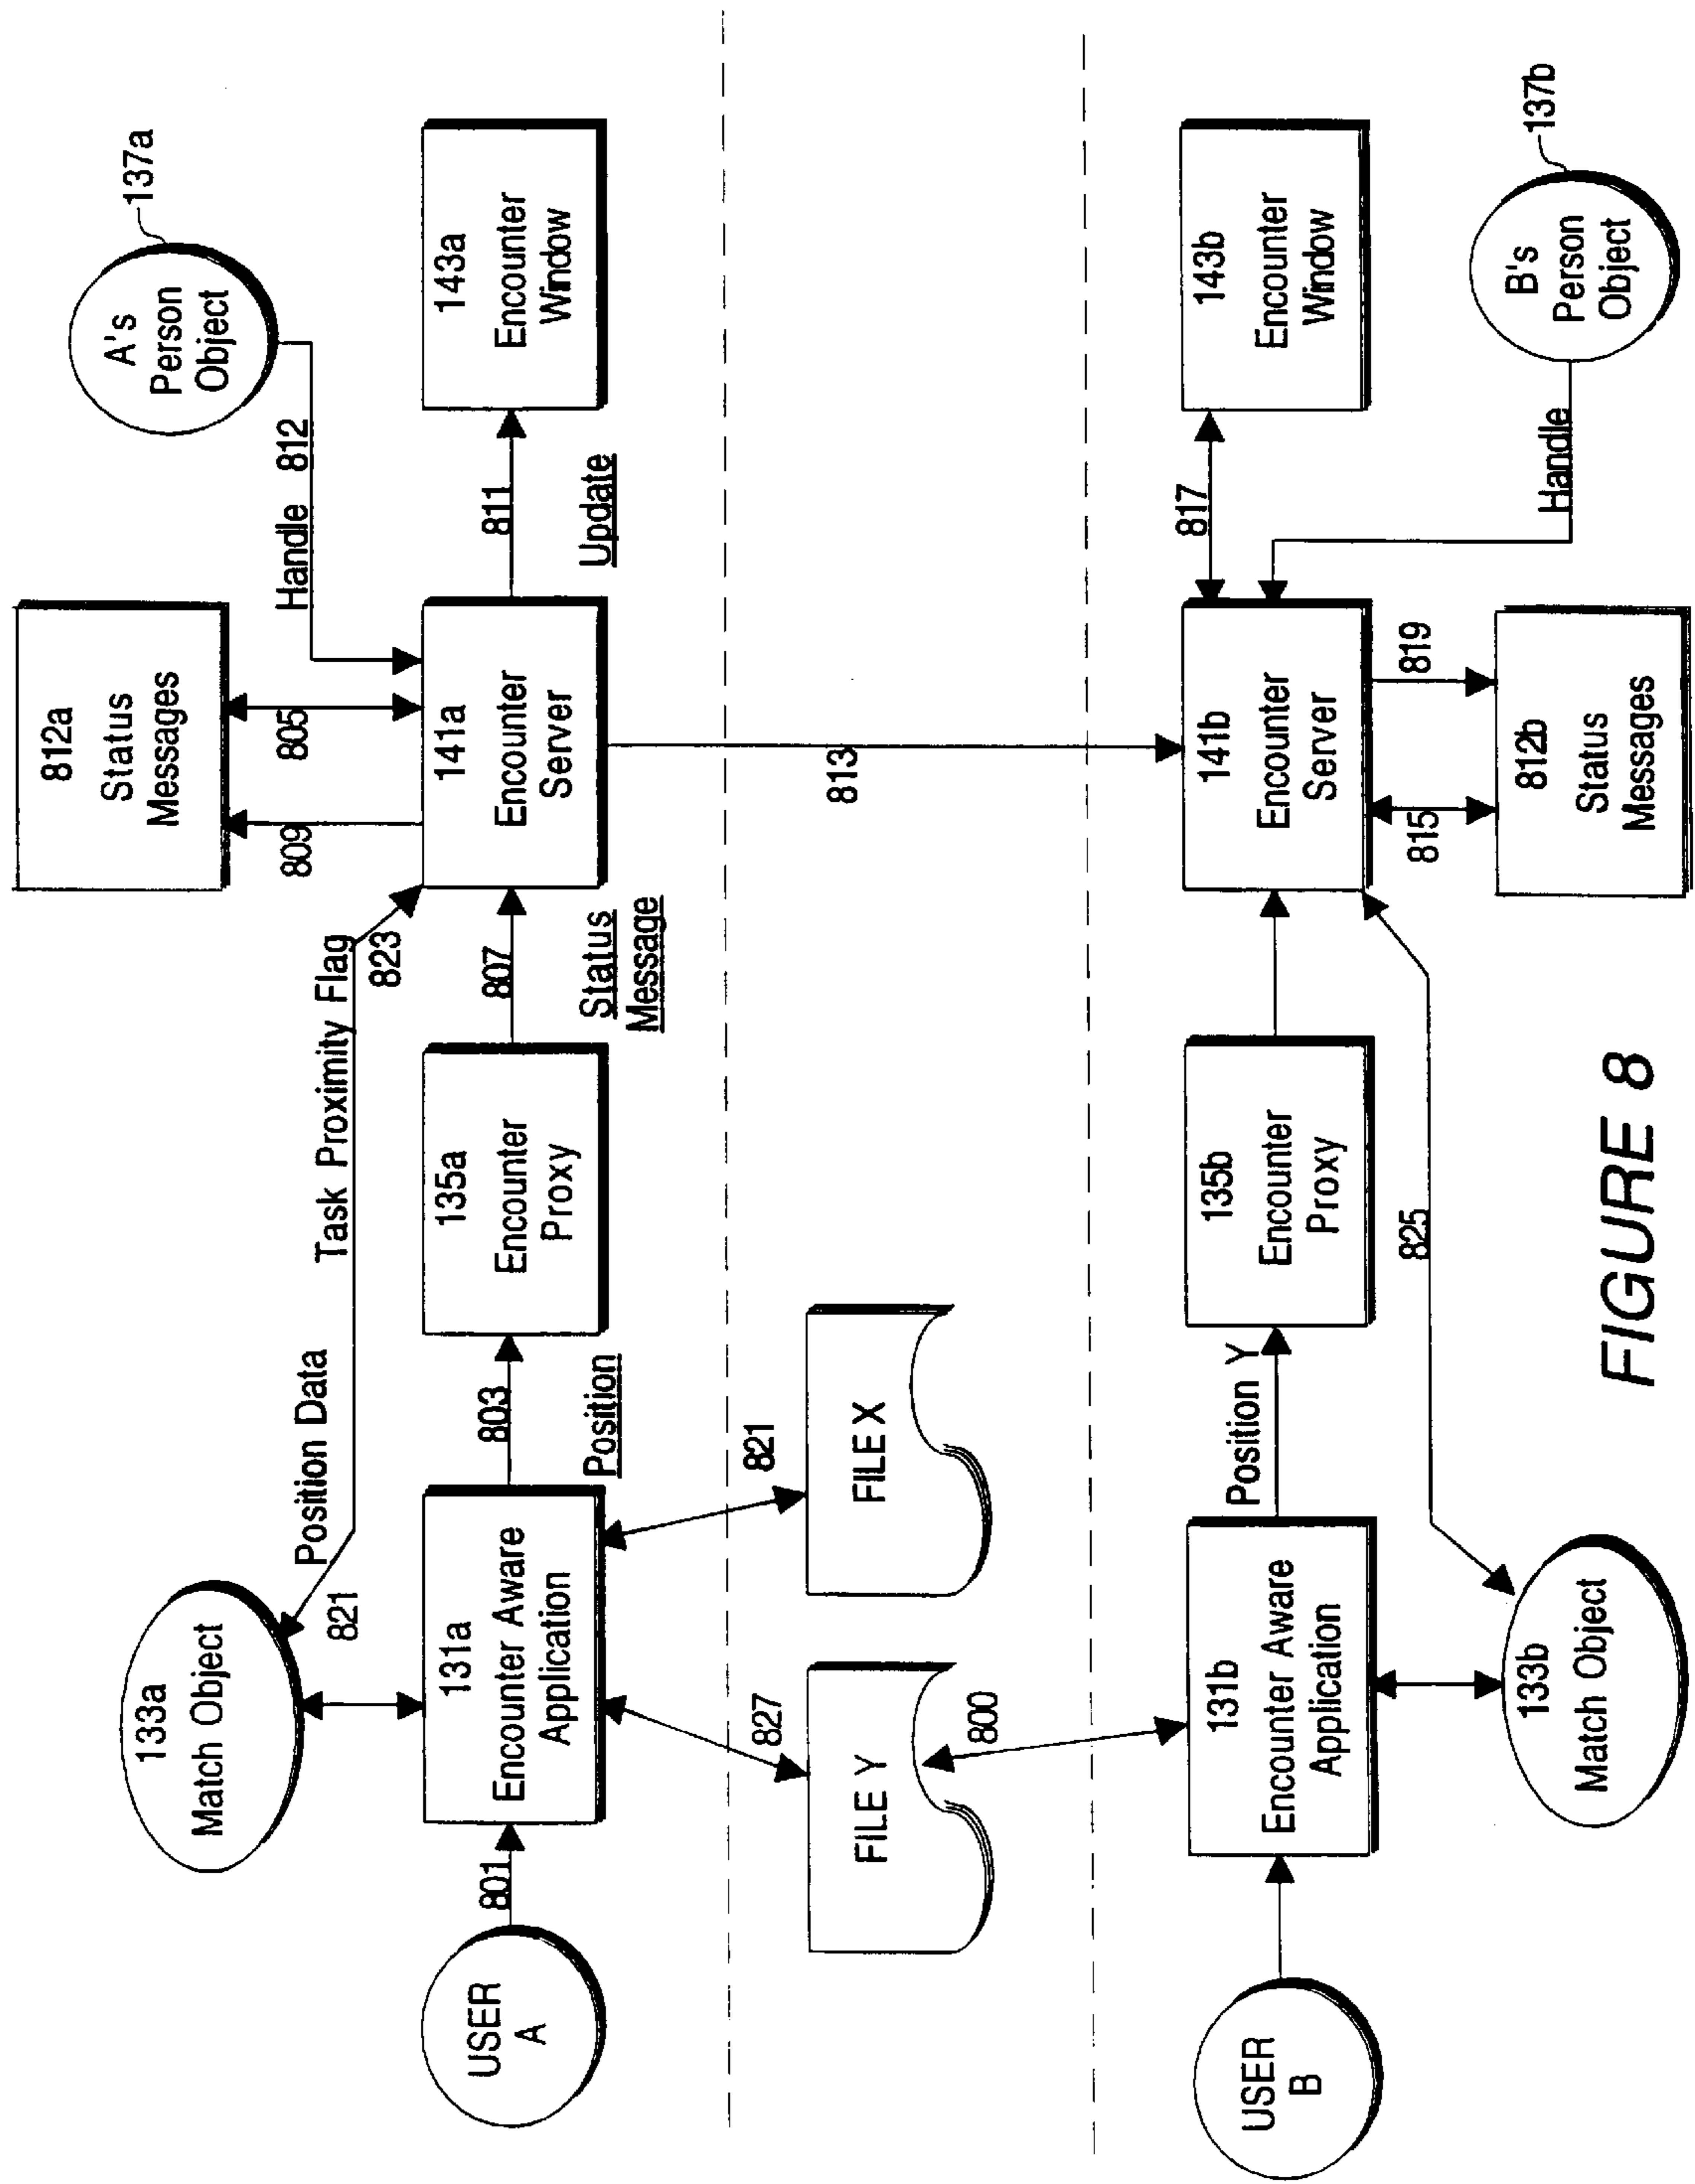 812a
Status
Messages
Handle 812
A's
Person
Object
137a
133a
Match Object
821
Position Data
Task Proximity Flag
823
809
805
USER
A
801
131a
Encounter Aware
Application
803
Position
135a
Encounter
Proxy
807
Status
Message
141a
Encounter
Server
811
Update
143a
Encounter
Window
827
821
813
FILE Y
FILE X
800
USER
B
131b
Encounter Aware
Application
Position Y
135b
Encounter
Proxy
141b
Encounter
Server
817
143b
Encounter
Window
825
815
819
Handle
133b
Match Object
812b
Status
Messages
B's
Person
Object
137b
FIGURE 8